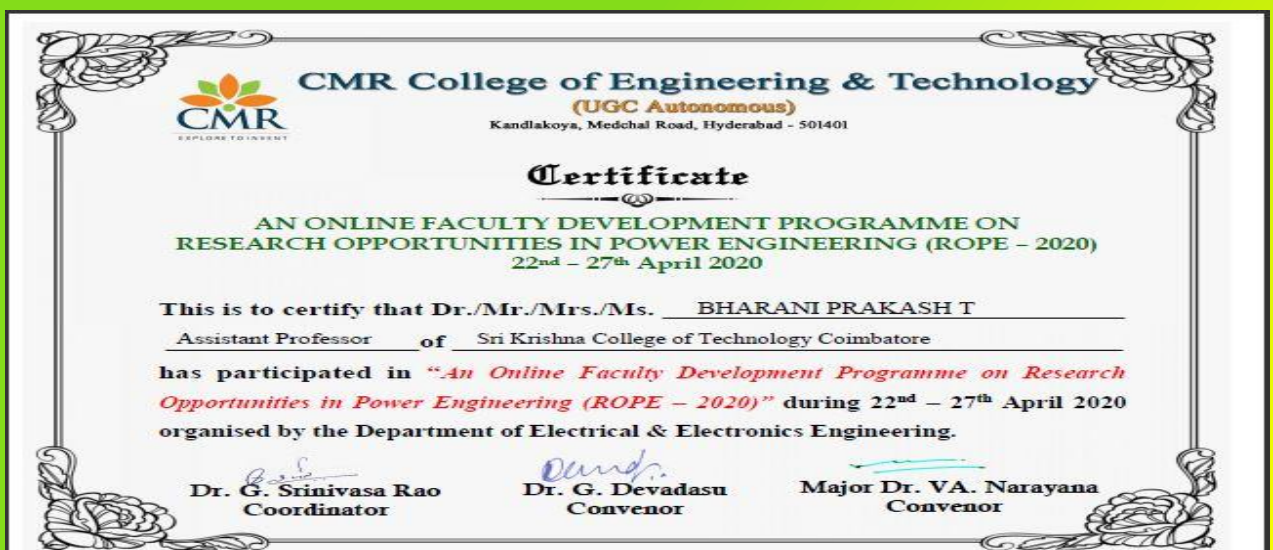 CMR College of Engineering & Technology
(UGC Autonomous)
Kandlakoya, Medchal Road, Hyderabad - 501401
CMR
EXPLORE TO INVENT
Certificate
AN ONLINE FACULTY DEVELOPMENT PROGRAMME ON
RESEARCH OPPORTUNITIES IN POWER ENGINEERING (ROPE – 2020)
22nd – 27th April 2020
This is to certify that Dr./Mr./Mrs./Ms. BHARANI PRAKASH T
Assistant Professor of Sri Krishna College of Technology Coimbatore
has participated in “An Online Faculty Development Programme on Research
Opportunities in Power Engineering (ROPE – 2020)” during 22nd – 27th April 2020
organised by the Department of Electrical & Electronics Engineering.
Dr. G. Srinivasa Rao Dr. G. Devadasu Major Dr. VA. Narayana
Coordinator Convenor Convenor